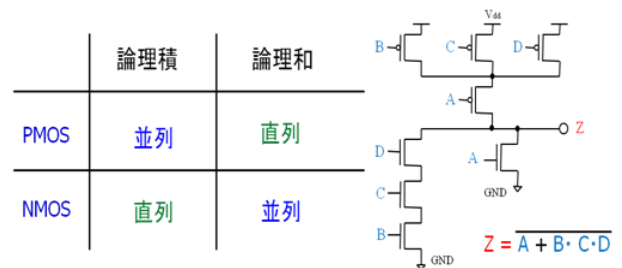 論理積 論理和
PMOS 並列 直列
NMOS 直列 並列
Vdd
B C D
A
Z
D
A
C
GND
B
GND
Z = A + B・C・D